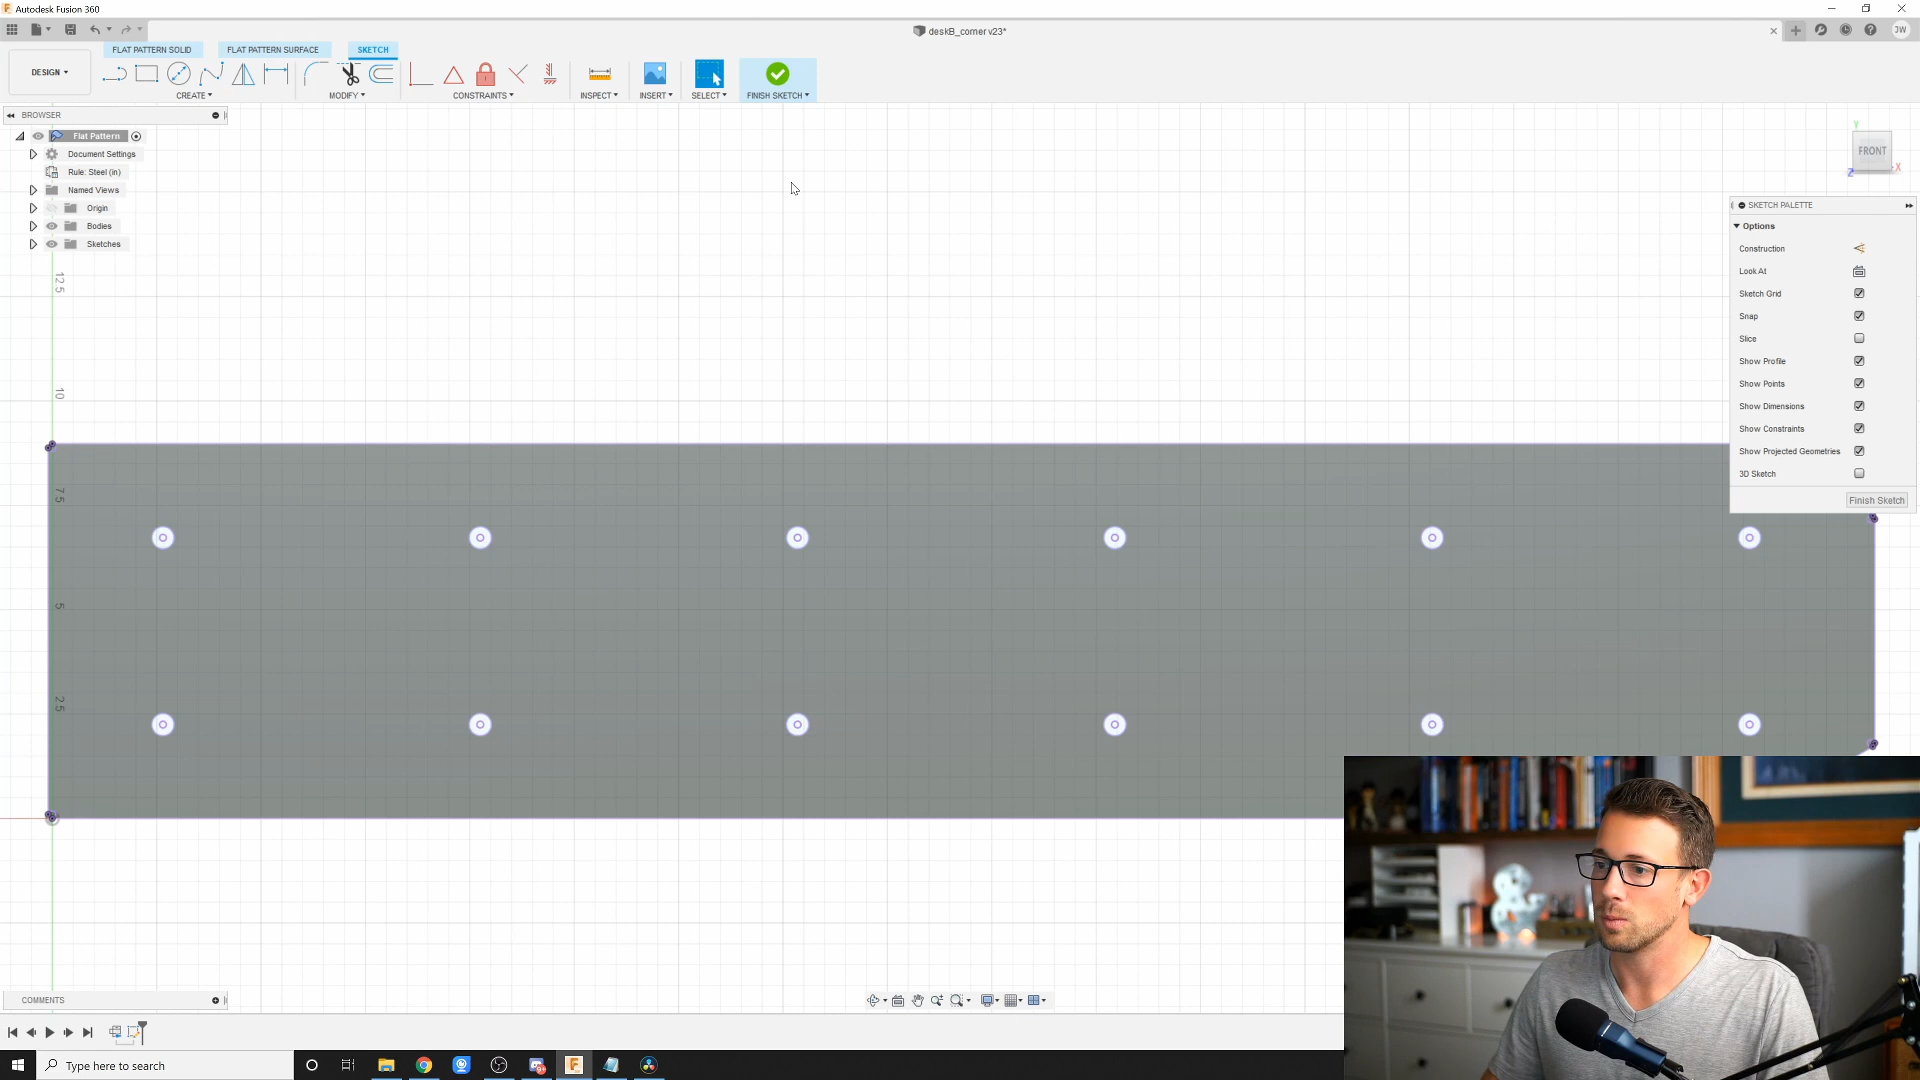 Autodesk Fusion 360
deskB_corner v23*
JW
FLAT PATTERN SOLID
FLAT PATTERN SURFACE
SKETCH
DESIGN
CREATE
MODIFY
CONSTRAINTS
INSPECT
INSERT
SELECT
FINISH SKETCH
BROWSER
Flat Pattern
Document Settings
Rule: Steel (in)
Named Views
Origin
Bodies
Sketches
Y
FRONT
X
Z
SKETCH PALETTE
Options
Construction
Look At
Sketch Grid
Snap
Slice
Show Profile
Show Points
Show Dimensions
Show Constraints
Show Projected Geometries
3D Sketch
Finish Sketch
12.5
10
7.5
5
2.5
COMMENTS
Type here to search